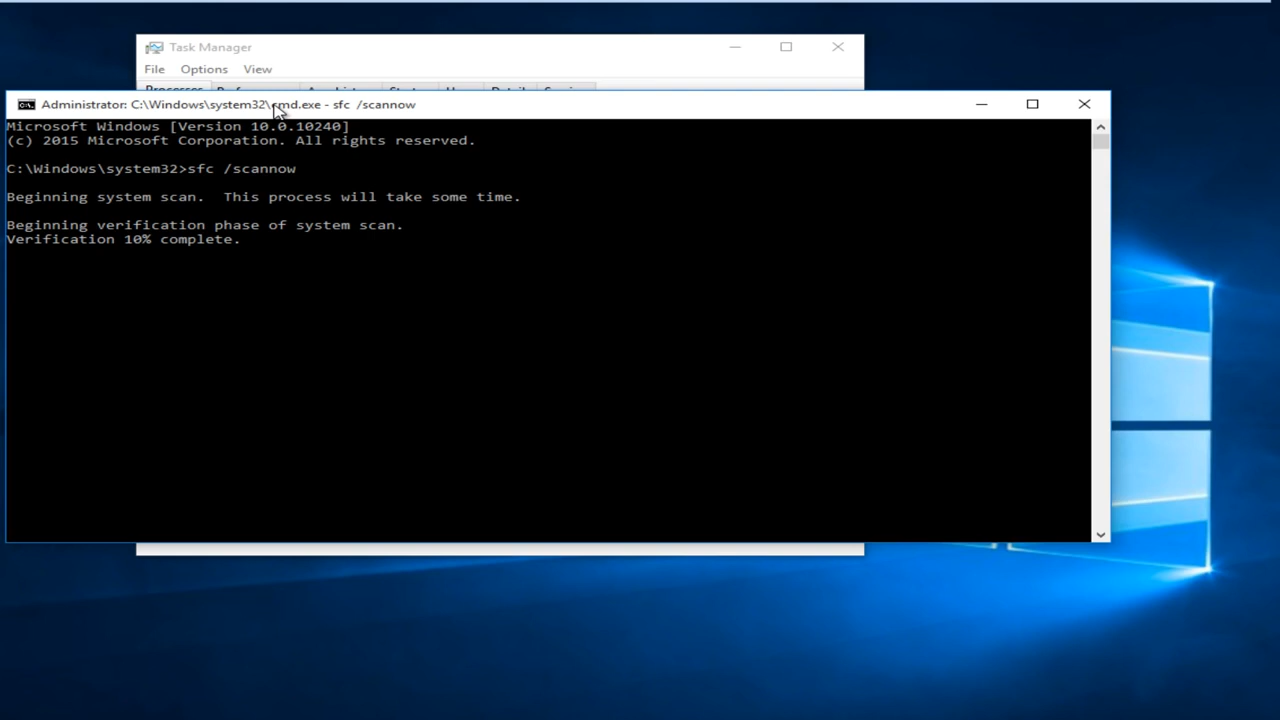 Task Manager
File Options View
Administrator: C:\Windows\system32\cmd.exe - sfc /scannow
Microsoft Windows [Version 10.0.10240]
(c) 2015 Microsoft Corporation. All rights reserved.
C:\Windows\system32>sfc /scannow
Beginning system scan.  This process will take some time.
Beginning verification phase of system scan.
Verification 10% complete.